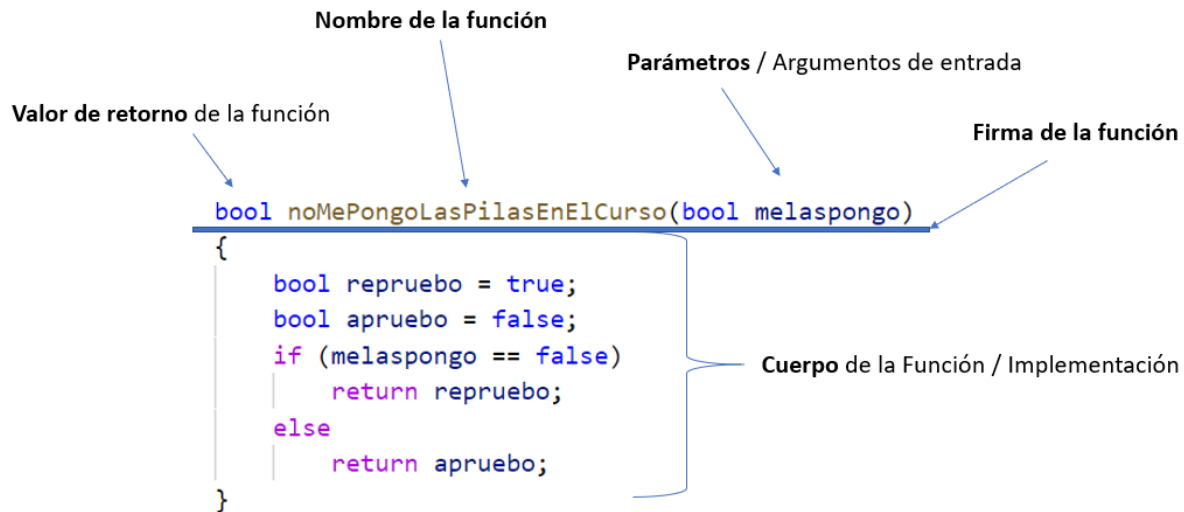 Nombre de la función
Parámetros / Argumentos de entrada
Valor de retorno de la función
Firma de la función
bool noMePongoLasPilasEnElCurso(bool melaspongo)
{
bool repruebo = true;
bool apruebo = false;
if (melaspongo == false)
return repruebo;
else
return apruebo;
}
Cuerpo de la Función / Implementación